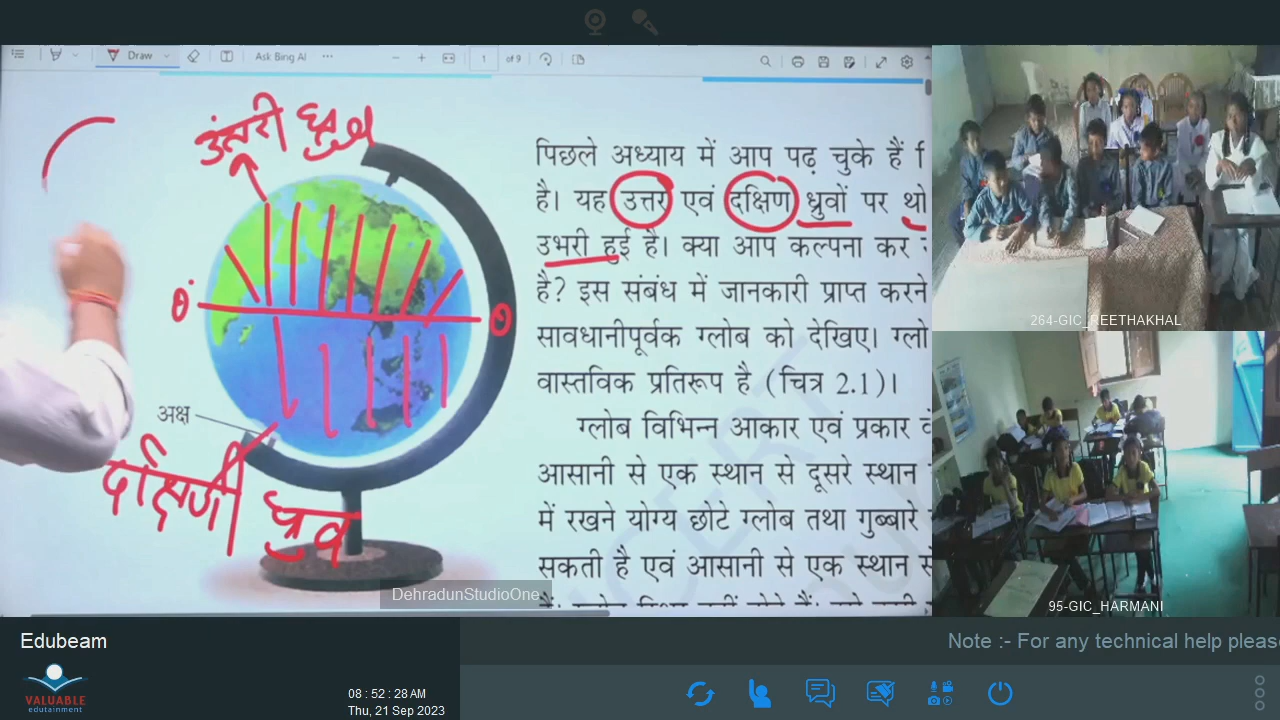 Draw
Ask Bing AI
1 of 9
उत्तरी ध्रुव
पिछले अध्याय में आप पढ़ चुके हैं
है। यह उत्तर एवं दक्षिण ध्रुवों पर थो
उभरी हुई है। क्या आप कल्पना कर
है? इस संबंध में जानकारी प्राप्त करने
सावधानीपूर्वक ग्लोब को देखिए। ग्लो
वास्तविक प्रतिरूप है (चित्र 2.1)।
ग्लोब विभिन्न आकार एवं प्रकार के
आसानी से एक स्थान से दूसरे स्थान
में रखने योग्य छोटे ग्लोब तथा गुब्बारे
सकती है एवं आसानी से एक स्थान से
0°
0
अक्ष
दक्षिणी ध्रुव
DehradunStudioOne
264-GIC_REETHAKHAL
95-GIC_HARMANI
Edubeam
VALUABLE
edutainment
08 : 52 : 28 AM
Thu, 21 Sep 2023
Note :- For any technical help pleas